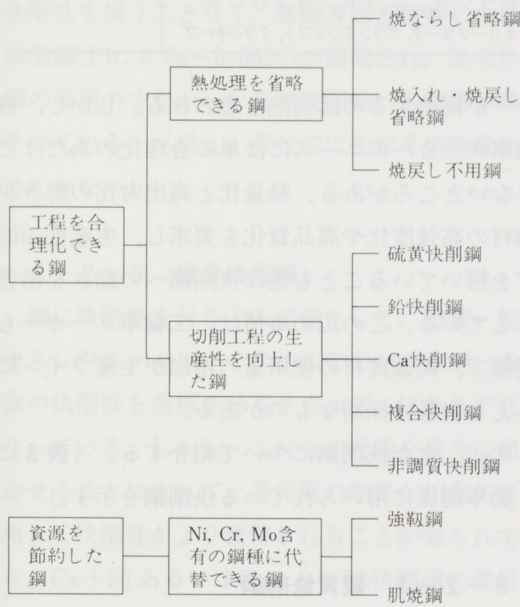 焼ならし省略鋼
熱処理を省略
できる鋼
焼入れ・焼戻し
省略鋼
焼戻し不用鋼
工程を合
理化でき
る鋼
硫黄快削鋼
鉛快削鋼
切削工程の生
産性を向上し
た鋼
Ca快削鋼
複合快削鋼
非調質快削鋼
資源を
節約した
鋼
Ni, Cr, Mo含
有の鋼種に代
替できる鋼
強靱鋼
肌焼鋼